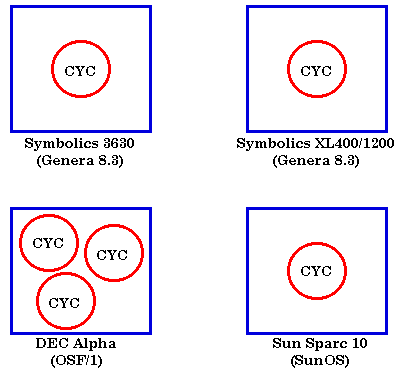 CYC
CYC
Symbolics 3630
(Genera 8.3)
Symbolics XL400/1200
(Genera 8.3)
CYC
CYC
CYC
CYC
DEC Alpha
(OSF/1)
Sun Sparc 10
(SunOS)